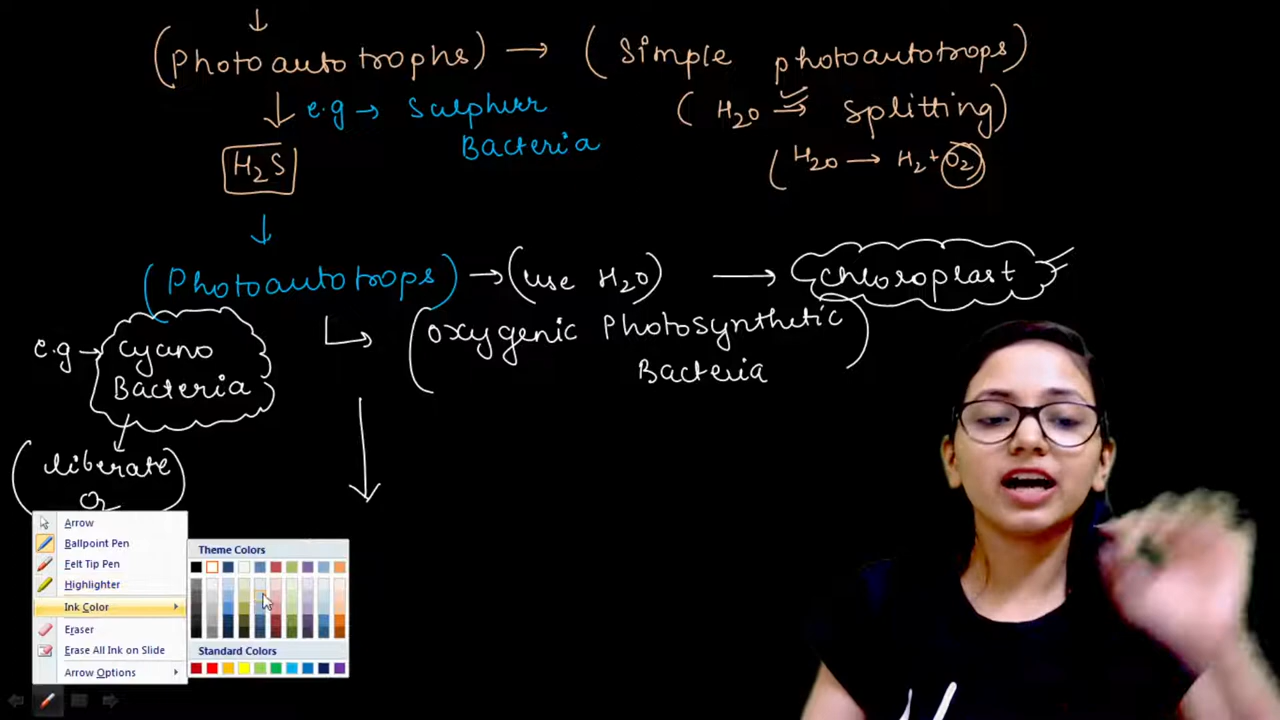 (Photoautotrophs) → (Simple photoautotrops)
e.g → Sulphur
Bacteria
(H2O → splitting)
H2S
(H2O → H2 + O2)
(Photoautotrops) → (use H2O) → chloroplast
(oxygenic Photosynthetic
Bacteria)
e.g → Cyano
Bacteria
(liberate
O2
Arrow
Ballpoint Pen
Felt Tip Pen
Highlighter
Ink Color
Eraser
Erase All Ink on Slide
Arrow Options
Theme Colors
Standard Colors